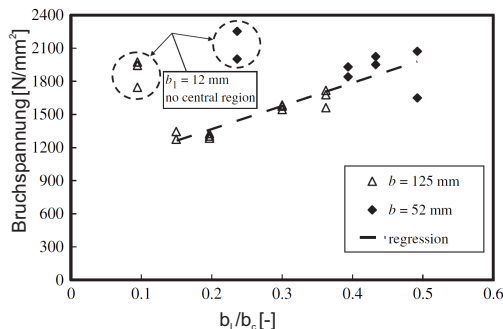 Bruchspannung [N/mm²]
2400
2100
1800
1500
1200
900
600
300
0
b₁ = 12 mm
no central region
b = 125 mm
b = 52 mm
regression
0 0.1 0.2 0.3 0.4 0.5 0.6
b₁/b꜀ [-]